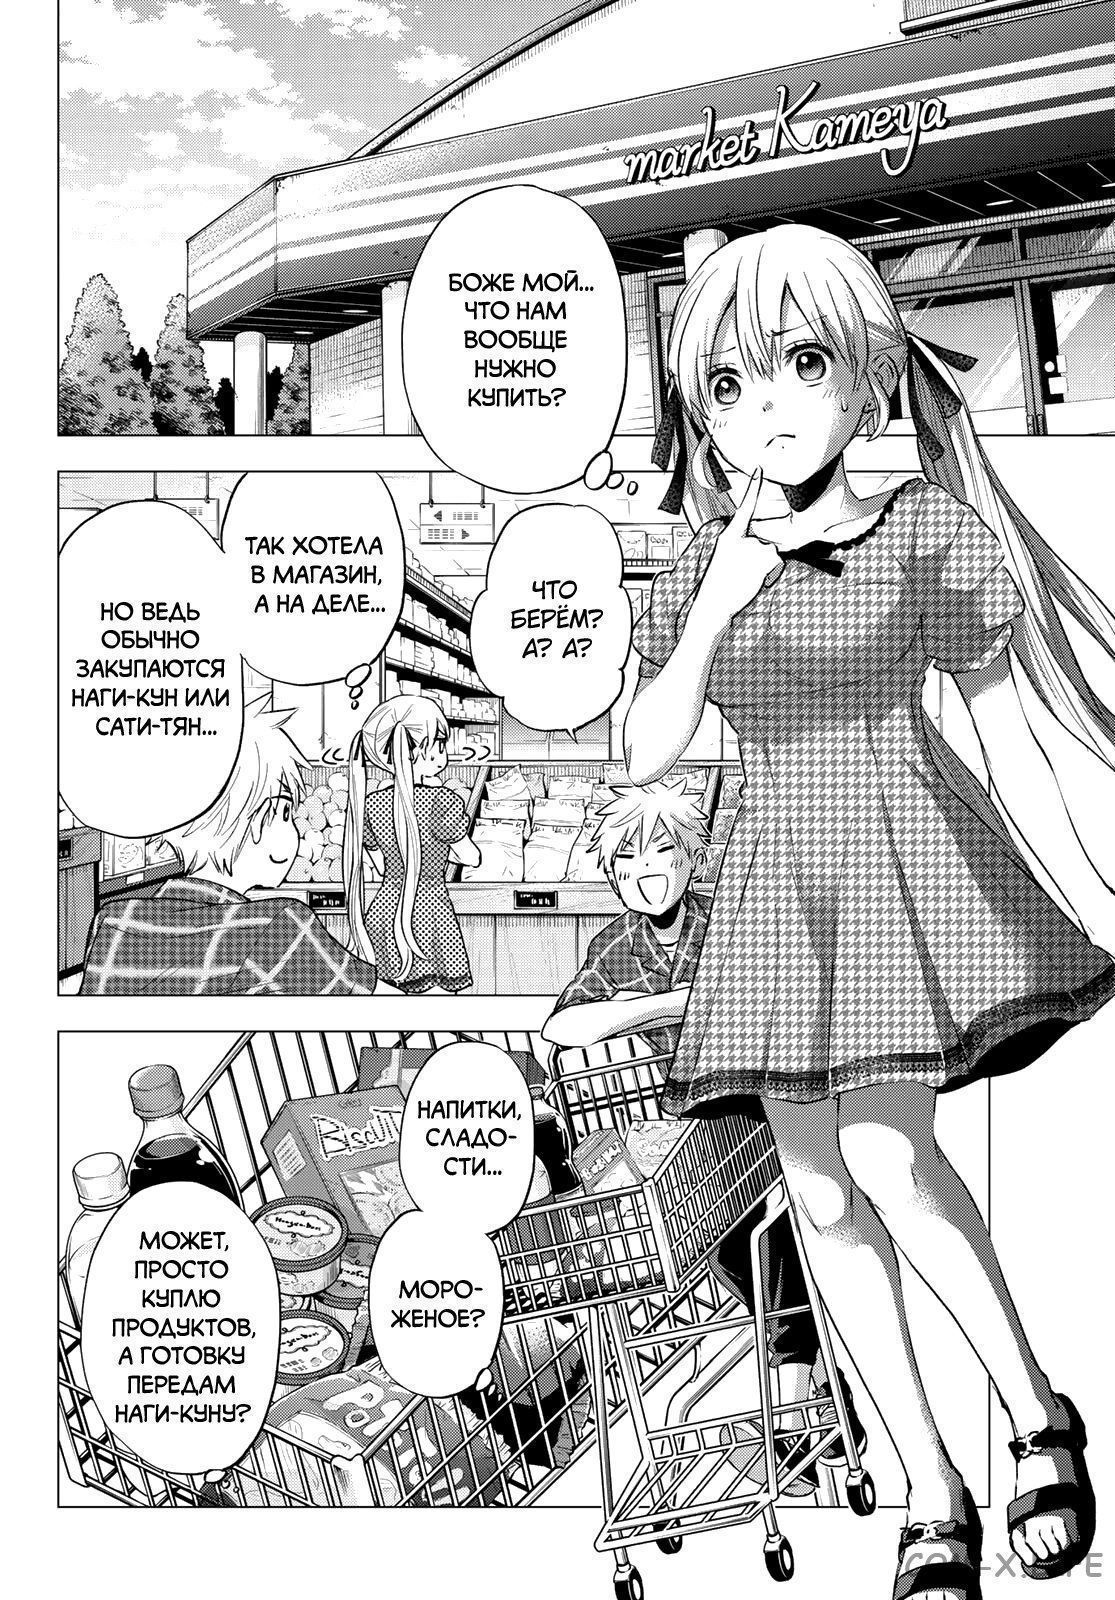 market Kameya
БОЖЕ МОЙ...
ЧТО НАМ
ВООБЩЕ
НУЖНО
КУПИТЬ?
ЧТО
БЕРЁМ?
А? А?
ТАК ХОТЕЛА
В МАГАЗИН,
А НА ДЕЛЕ...
НО ВЕДЬ
ОБЫЧНО
ЗАКУПАЮТСЯ
НАГИ-КУН ИЛИ
САТИ-ТЯН...
НАПИТКИ,
СЛАДО-
СТИ...
МОРО-
ЖЕНОЕ?
МОЖЕТ,
ПРОСТО
КУПЛЮ
ПРОДУКТОВ,
А ГОТОВКУ
ПЕРЕДАМ
НАГИ-КУНУ?